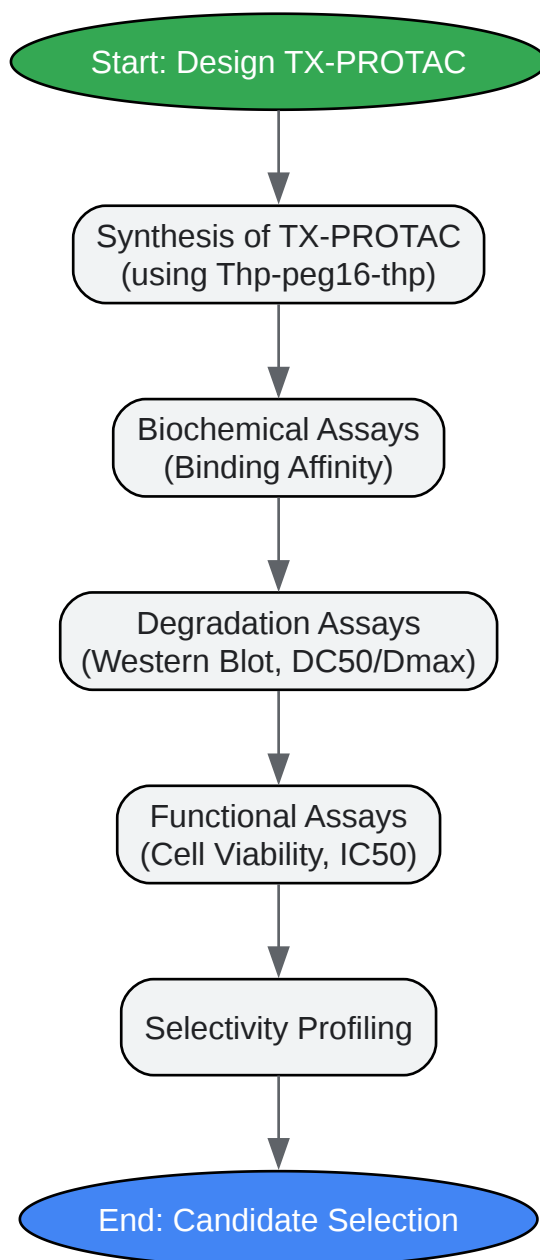 Start: Design TX-PROTAC
Synthesis of TX-PROTAC
(using Thp-peg16-thp)
Biochemical Assays
(Binding Affinity)
Degradation Assays
(Western Blot, DC50/Dmax)
Functional Assays
(Cell Viability, IC50)
Selectivity Profiling
End: Candidate Selection